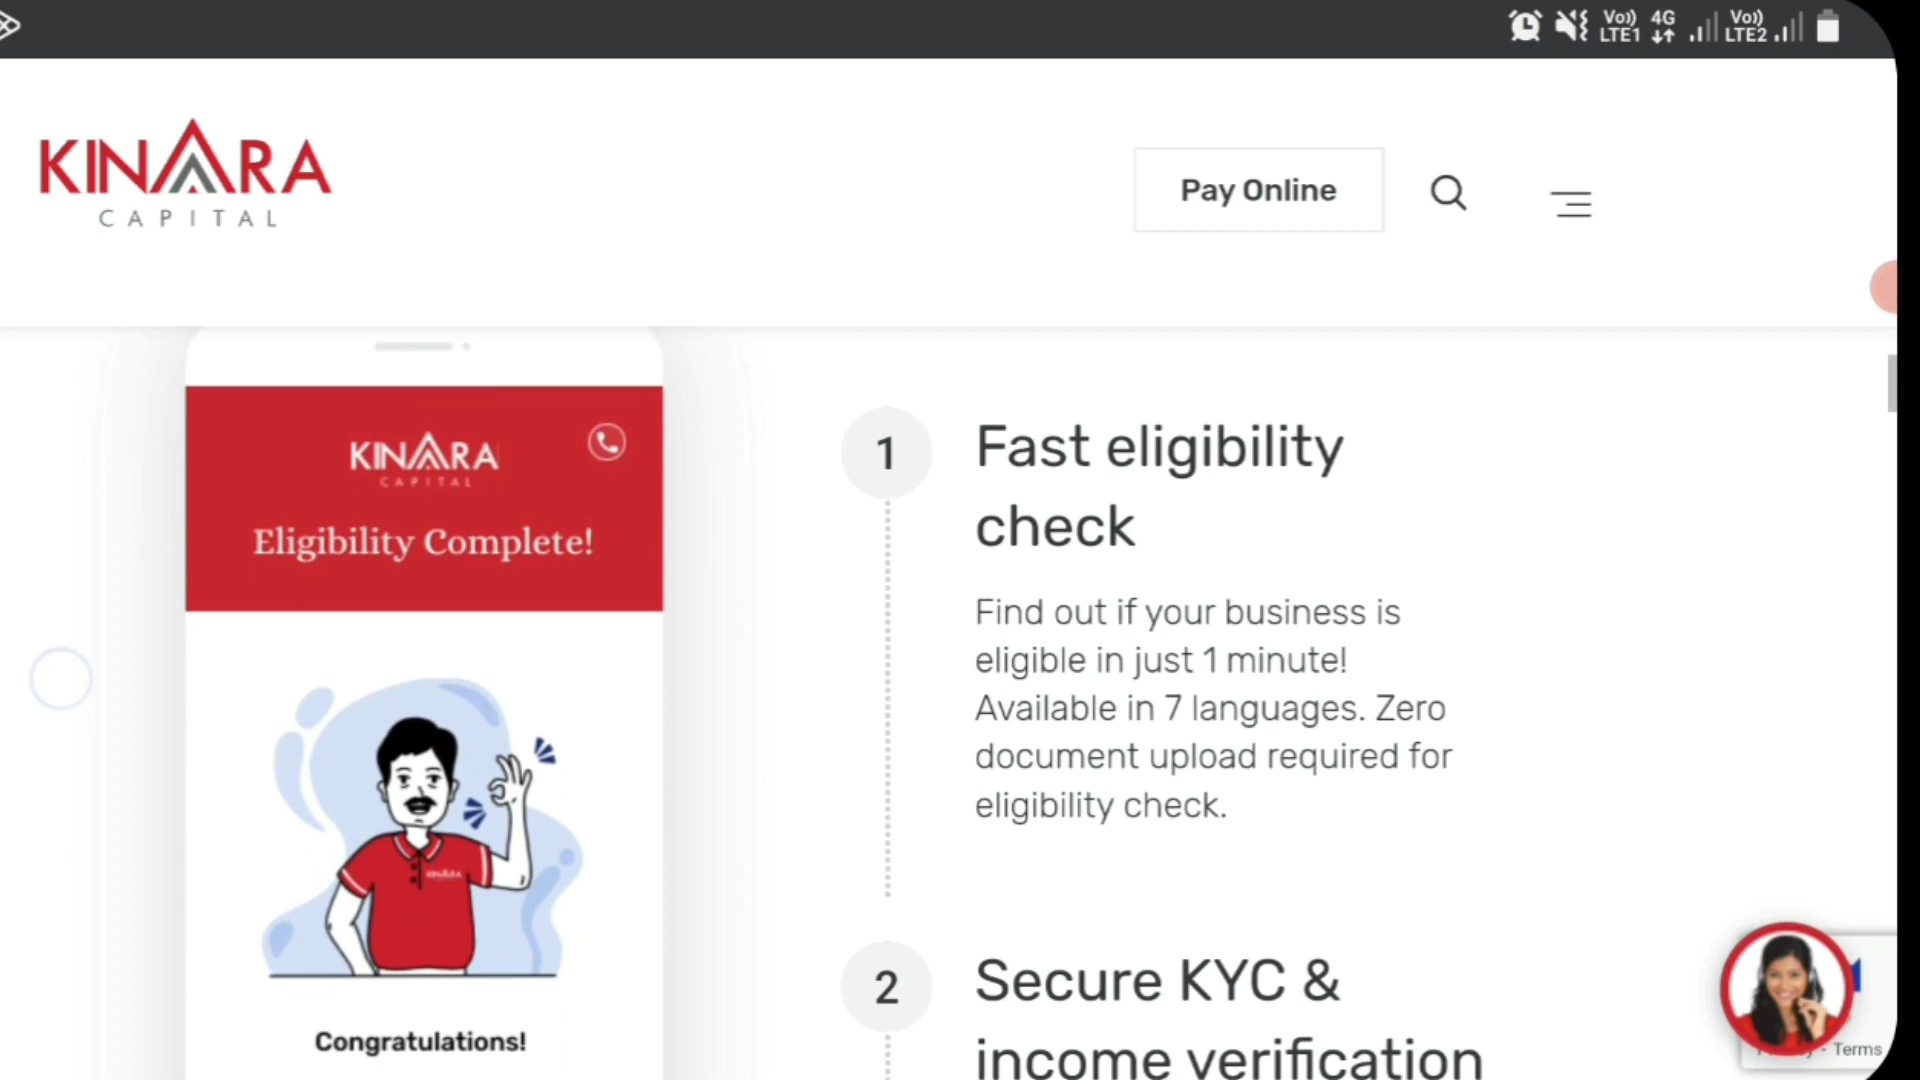 Vo)) LTE1 4G Vo)) LTE2
KINARA
CAPITAL
Pay Online
KINARA
CAPITAL
Eligibility Complete!
KINARA
Congratulations!
1
Fast eligibility
check
Find out if your business is
eligible in just 1 minute!
Available in 7 languages. Zero
document upload required for
eligibility check.
2
Secure KYC &
income verification
- Terms